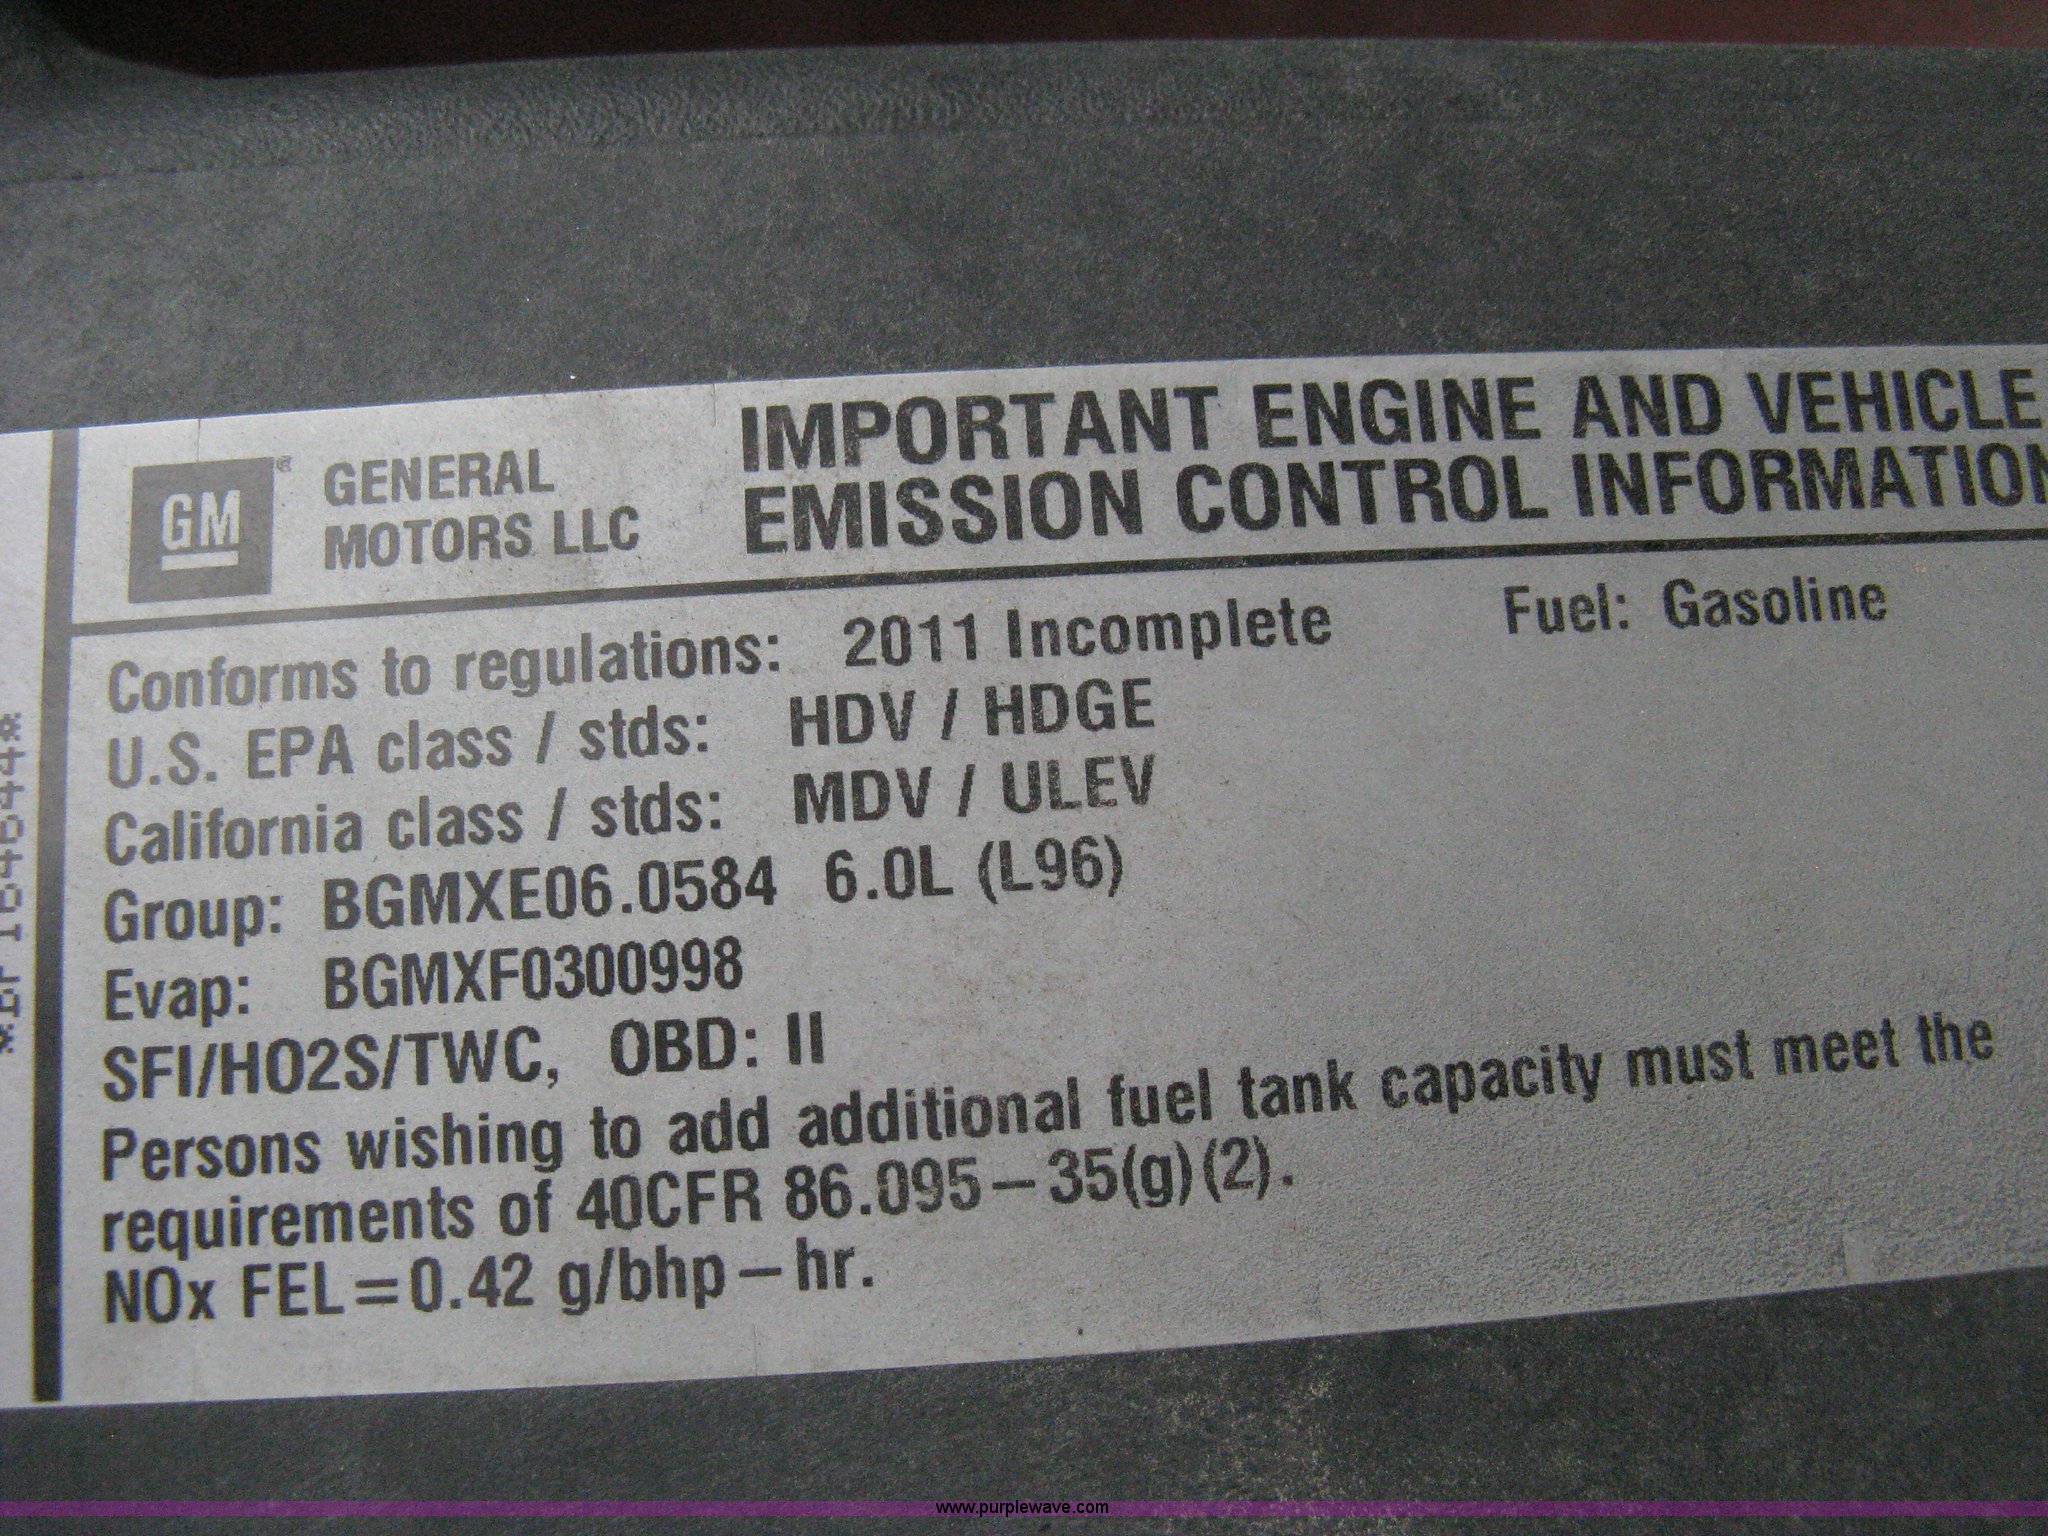 GM
GENERAL
MOTORS LLC
IMPORTANT ENGINE AND VEHICLE
EMISSION CONTROL INFORMATION
Conforms to regulations: 2011 Incomplete Fuel: Gasoline
U.S. EPA class / stds: HDV / HDGE
California class / stds: MDV / ULEV
Group: BGMXE06.0584 6.0L (L96)
Evap: BGMXF0300998
SFI/HO2S/TWC, OBD: II
Persons wishing to add additional fuel tank capacity must meet the
requirements of 40CFR 86.095–35(g)(2).
NOx FEL=0.42 g/bhp–hr.
www.purplewave.com